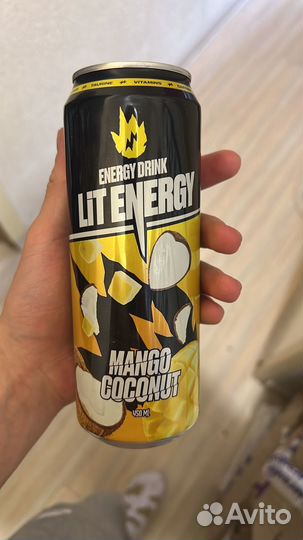 TAURINE VITAMINS
ENERGY DRINK
LIT ENERGY
MANGO
COCONUT
450 ML
Avito